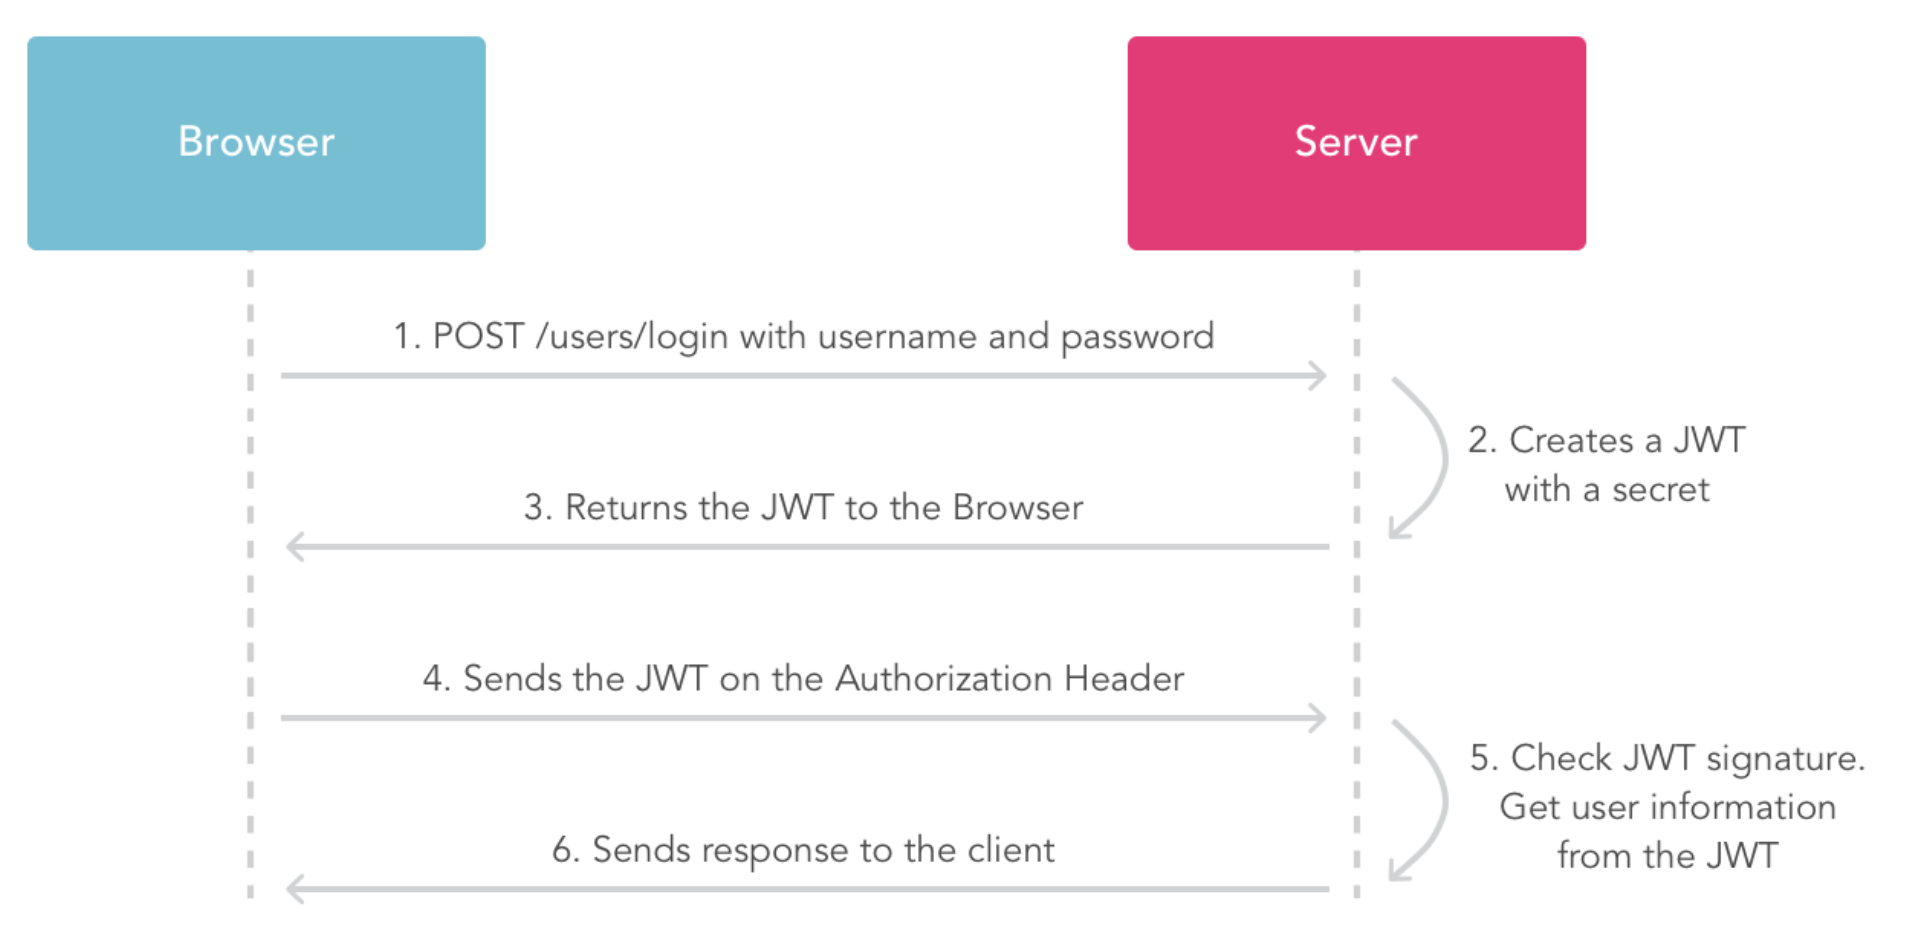 Browser
Server
1. POST /users/login with username and password
2. Creates a JWT
with a secret
3. Returns the JWT to the Browser
4. Sends the JWT on the Authorization Header
5. Check JWT signature.
Get user information
from the JWT
6. Sends response to the client